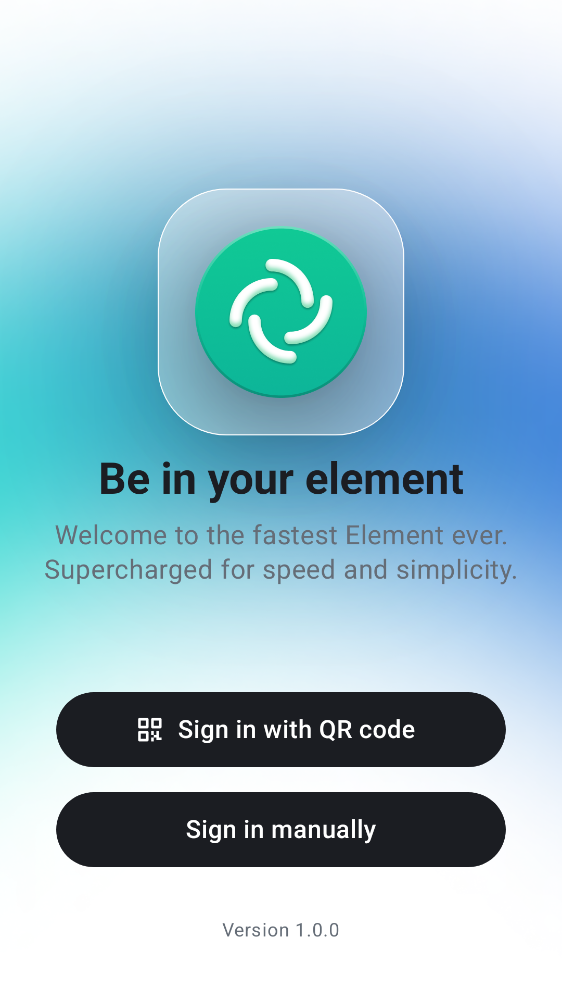 Be in your element
Welcome to the fastest Element ever.
Supercharged for speed and simplicity.
Sign in with QR code
Sign in manually
Version 1.0.0